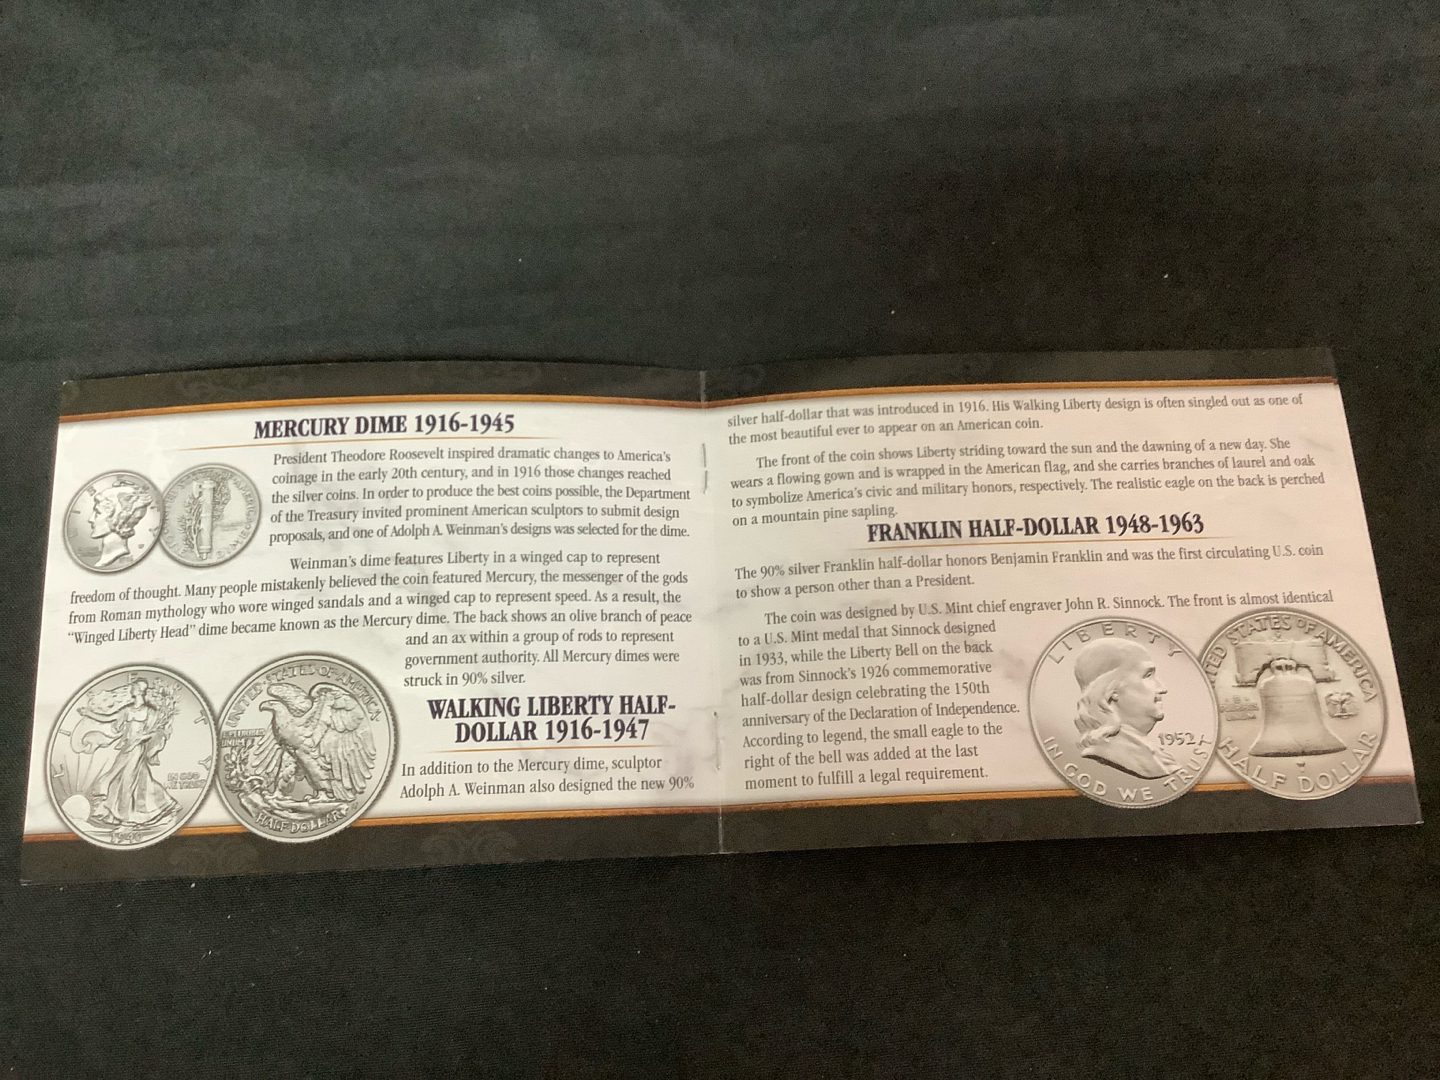 MERCURY DIME 1916-1945
President Theodore Roosevelt inspired dramatic changes to America's
coinage in the early 20th century, and in 1916 those changes reached
the silver coins. In order to produce the best coins possible, the Department
of the Treasury invited prominent American sculptors to submit design
proposals, and one of Adolph A. Weinman's designs was selected for the dime.
Weinman's dime features Liberty in a winged cap to represent
freedom of thought. Many people mistakenly believed the coin featured Mercury, the messenger of the gods
from Roman mythology who wore winged sandals and a winged cap to represent speed. As a result, the
"Winged Liberty Head" dime became known as the Mercury dime. The back shows an olive branch of peace
and an ax within a group of rods to represent
government authority. All Mercury dimes were
struck in 90% silver.
WALKING LIBERTY HALF-
DOLLAR 1916-1947
In addition to the Mercury dime, sculptor
Adolph A. Weinman also designed the new 90%
UNITED STATES OF AMERICA
HALF DOLLAR
silver half-dollar that was introduced in 1916. His Walking Liberty design is often singled out as one of
the most beautiful ever to appear on an American coin.
The front of the coin shows Liberty striding toward the sun and the dawning of a new day. She
wears a flowing gown and is wrapped in the American flag, and she carries branches of laurel and oak
to symbolize America's civic and military honors, respectively. The realistic eagle on the back is perched
on a mountain pine sapling.
FRANKLIN HALF-DOLLAR 1948-1963
The 90% silver Franklin half-dollar honors Benjamin Franklin and was the first circulating U.S. coin
to show a person other than a President.
The coin was designed by U.S. Mint chief engraver John R. Sinnock. The front is almost identical
to a U.S. Mint medal that Sinnock designed
in 1933, while the Liberty Bell on the back
was from Sinnock's 1926 commemorative
half-dollar design celebrating the 150th
anniversary of the Declaration of Independence.
According to legend, the small eagle to the
right of the bell was added at the last
moment to fulfill a legal requirement.
LIBERTY
1952
IN GOD WE TRUST
STATES OF AMERICA
HALF DOLLAR